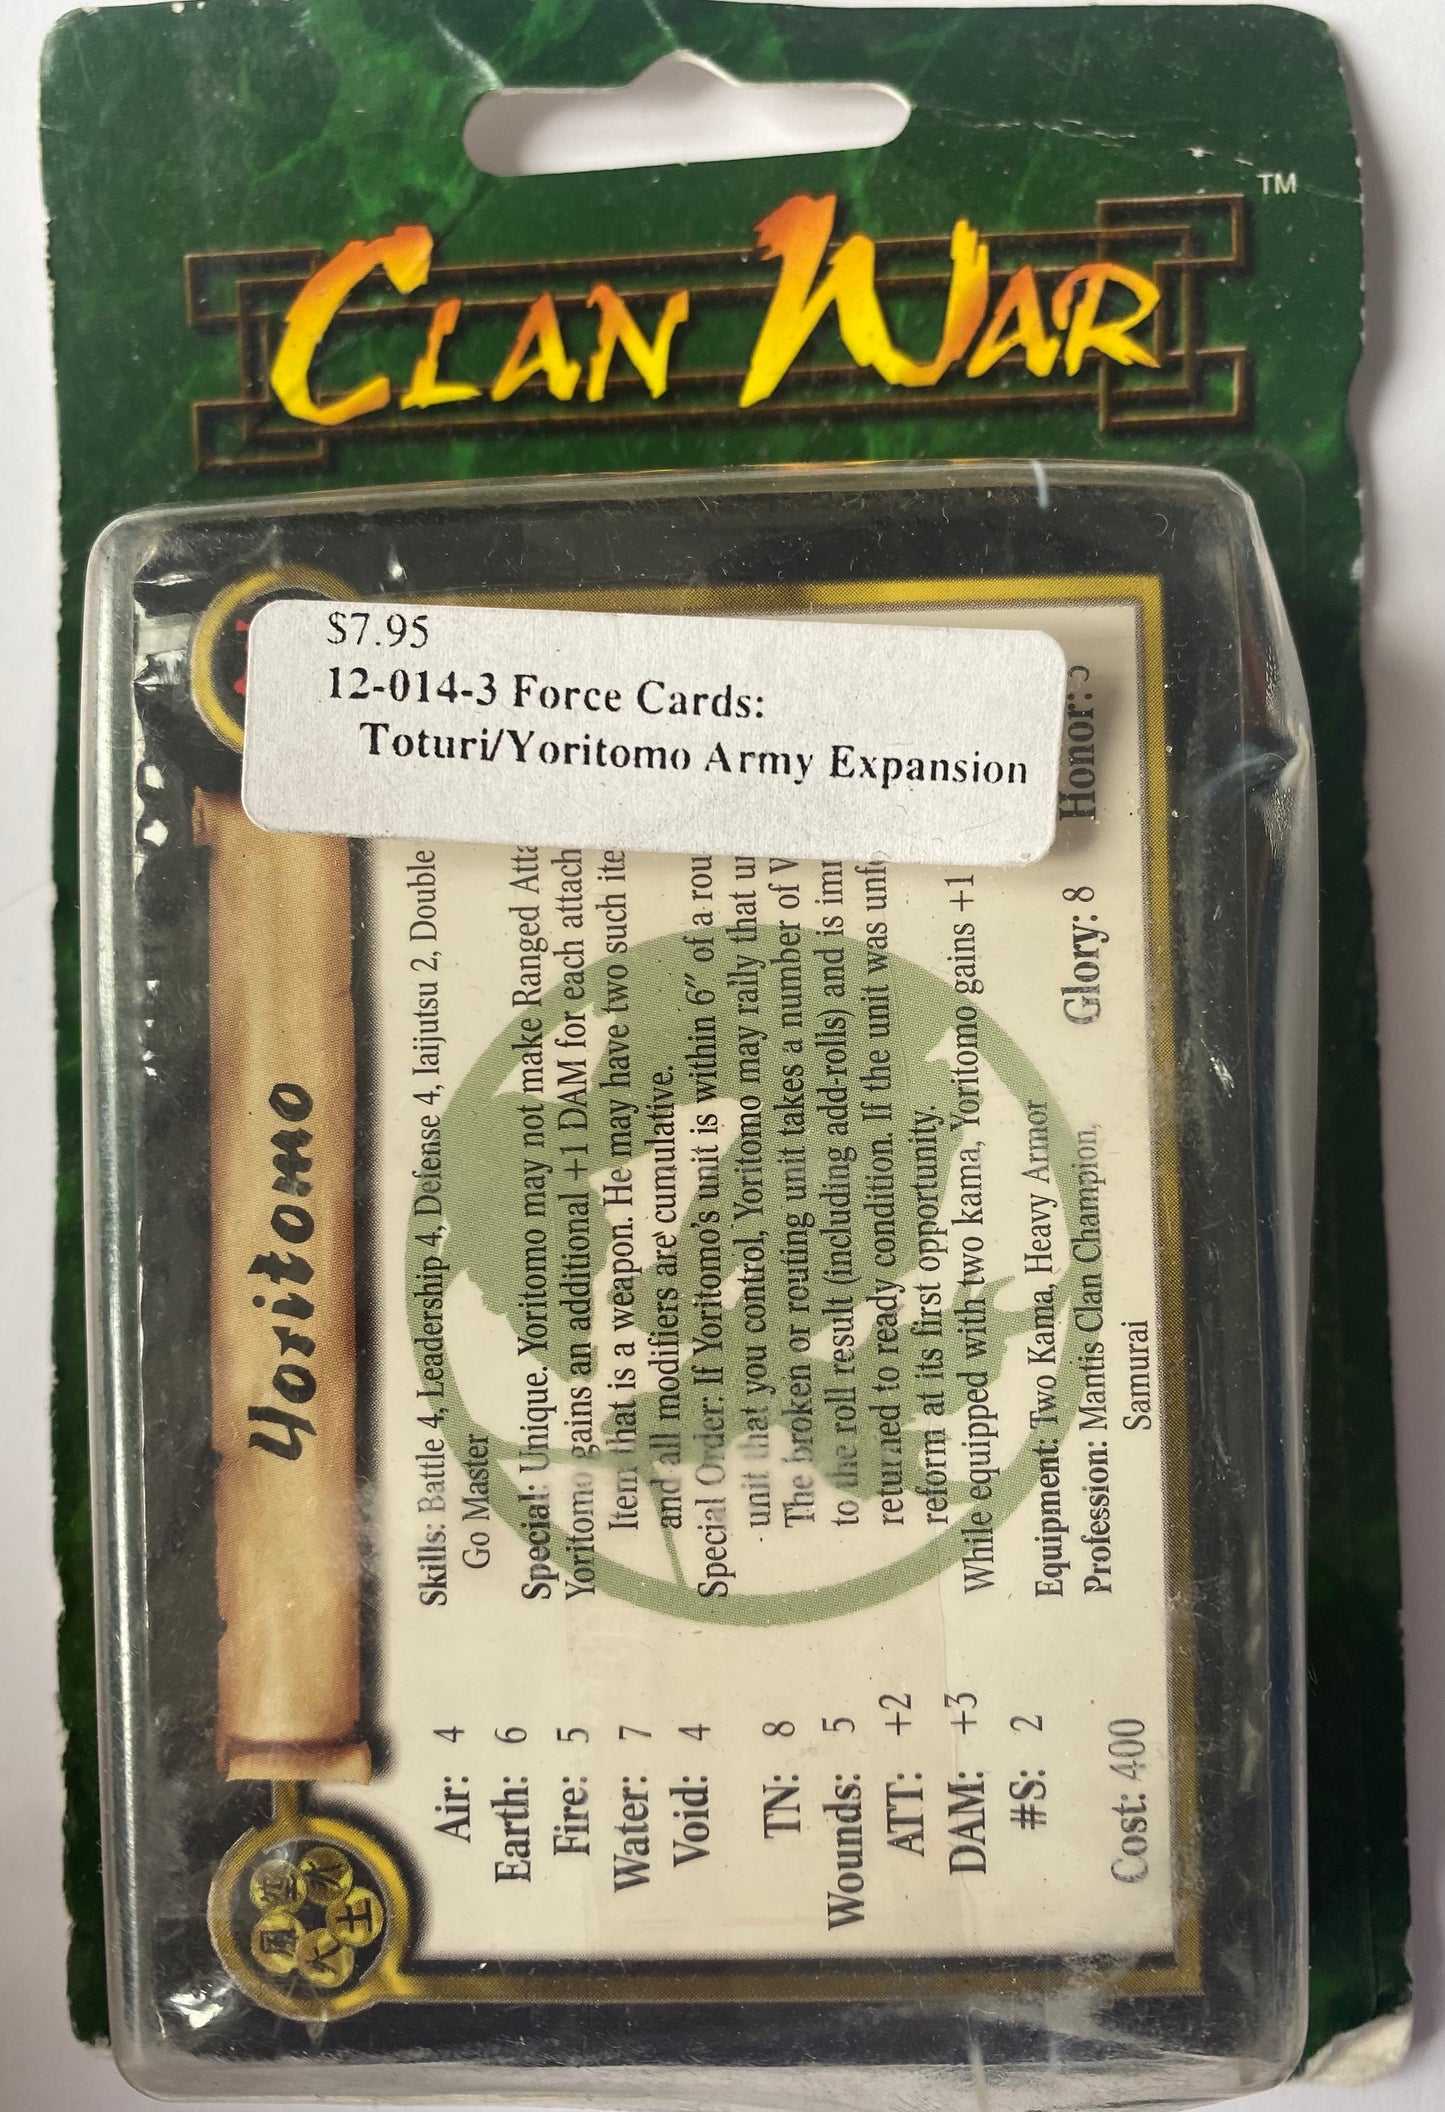 CLAN WAR
TM
$7.95
12-014-3 Force Cards:
Toturi/Yoritomo Army Expansion
Yoritomo
Air: 4
Earth: 6
Fire: 5
Water: 7
Void: 4
TN: 8
Wounds: 5
ATT: +2
DAM: +3
#S: 2
Cost: 400
Skills: Battle 4, Leadership 4, Defense 4, Iaijutsu 2, Double
Go Master
Special: Unique. Yoritomo may not make Ranged
Yoritomo gains an additional +1 DAM for each
Item that is a weapon. He may have two such
and all modifiers are cumulative.
Special Order: If Yoritomo's unit is within 6" of a
unit that you control, Yoritomo may rally that
The broken or routing unit takes a number of
to the roll result (including add-rolls) and is
returned to ready condition. If the unit was
reform at its first opportunity.
While equipped with two kama, Yoritomo gains +1
Equipment: Two Kama, Heavy Armor
Profession: Mantis Clan Champion,
Samurai
Glory: 8
Honor:
風 空 水 火 土